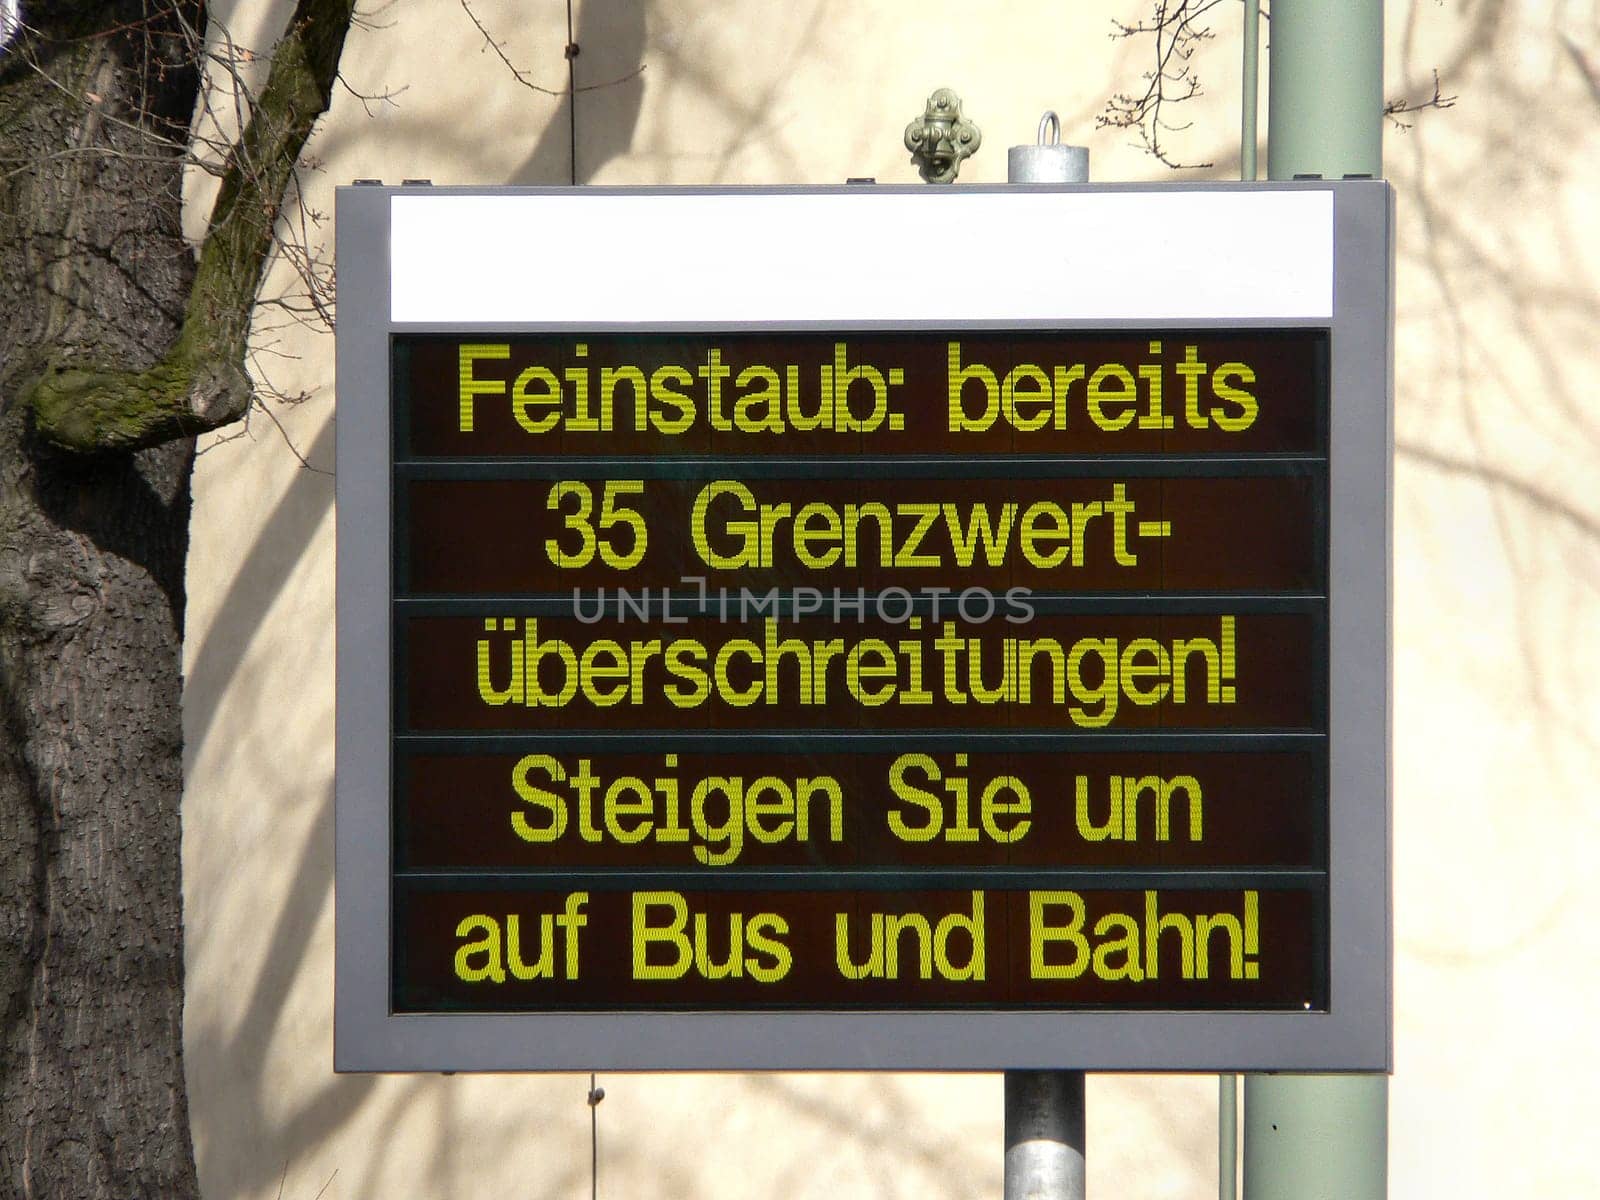 Feinstaub: bereits
35 Grenzwert-
UNLIMPHOTOS
überschreitungen!
Steigen Sie um
auf Bus und Bahn!